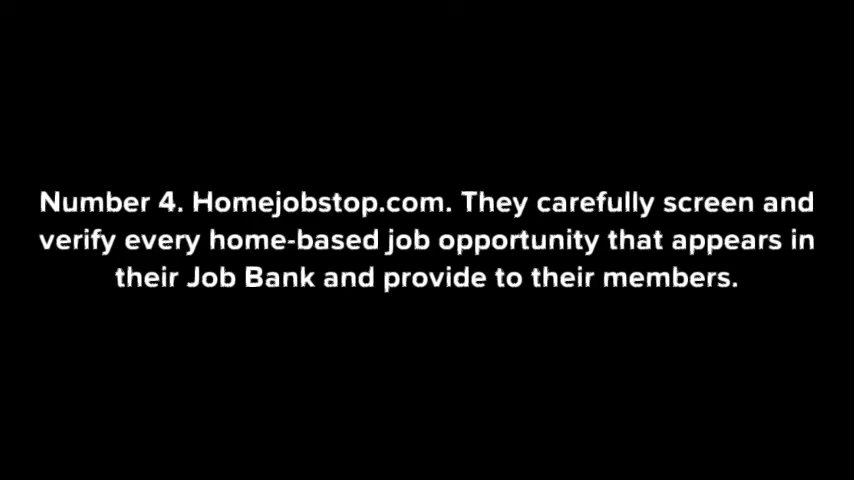 Number 4. Homejobstop.com. They carefully screen and
verify every home-based job opportunity that appears in
their Job Bank and provide to their members.